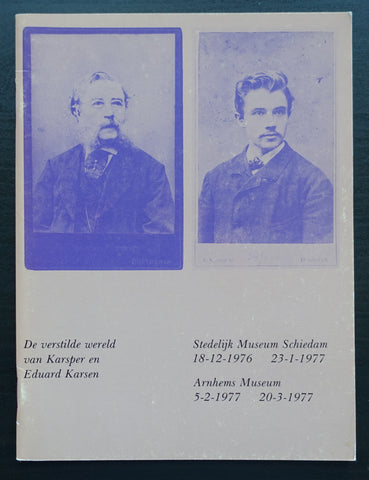 De verstilde wereld
van Karsper en
Eduard Karsen
Stedelijk Museum Schiedam
18-12-1976 23-1-1977
Arnhems Museum
5-2-1977 20-3-1977